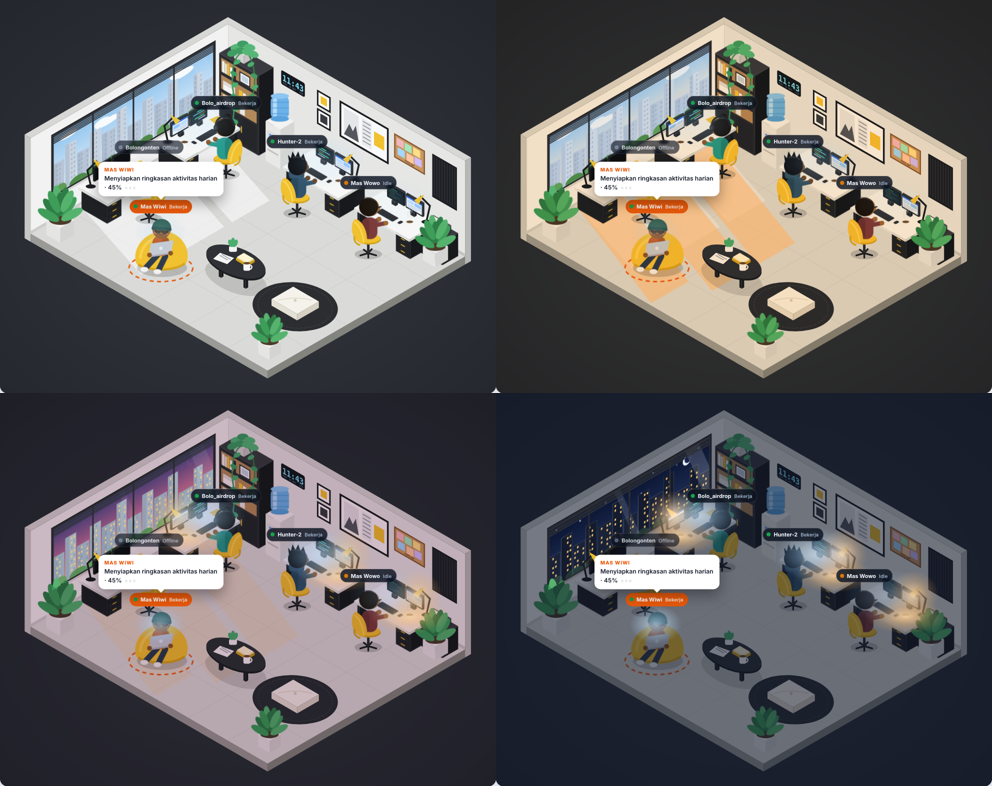 11:43
Bolo_airdrop Bekerja
Hunter-2 Bekerja
Bolongonten Offline
MAS WIWI
Menyiapkan ringkasan aktivitas harian
· 45%
Mas Wowo Idle
Mas Wiwi Bekerja
11:43
Bolo_airdrop Bekerja
Hunter-2 Bekerja
Bolongonten Offline
MAS WIWI
Menyiapkan ringkasan aktivitas harian
· 45%
Mas Wowo Idle
Mas Wiwi Bekerja
11:43
Bolo_airdrop Bekerja
Hunter-2 Bekerja
Bolongonten Offline
MAS WIWI
Menyiapkan ringkasan aktivitas harian
· 45%
Mas Wowo Idle
Mas Wiwi Bekerja
11:43
Bolo_airdrop Bekerja
Hunter-2 Bekerja
Bolongonten Offline
MAS WIWI
Menyiapkan ringkasan aktivitas harian
· 45%
Mas Wowo Idle
Mas Wiwi Bekerja